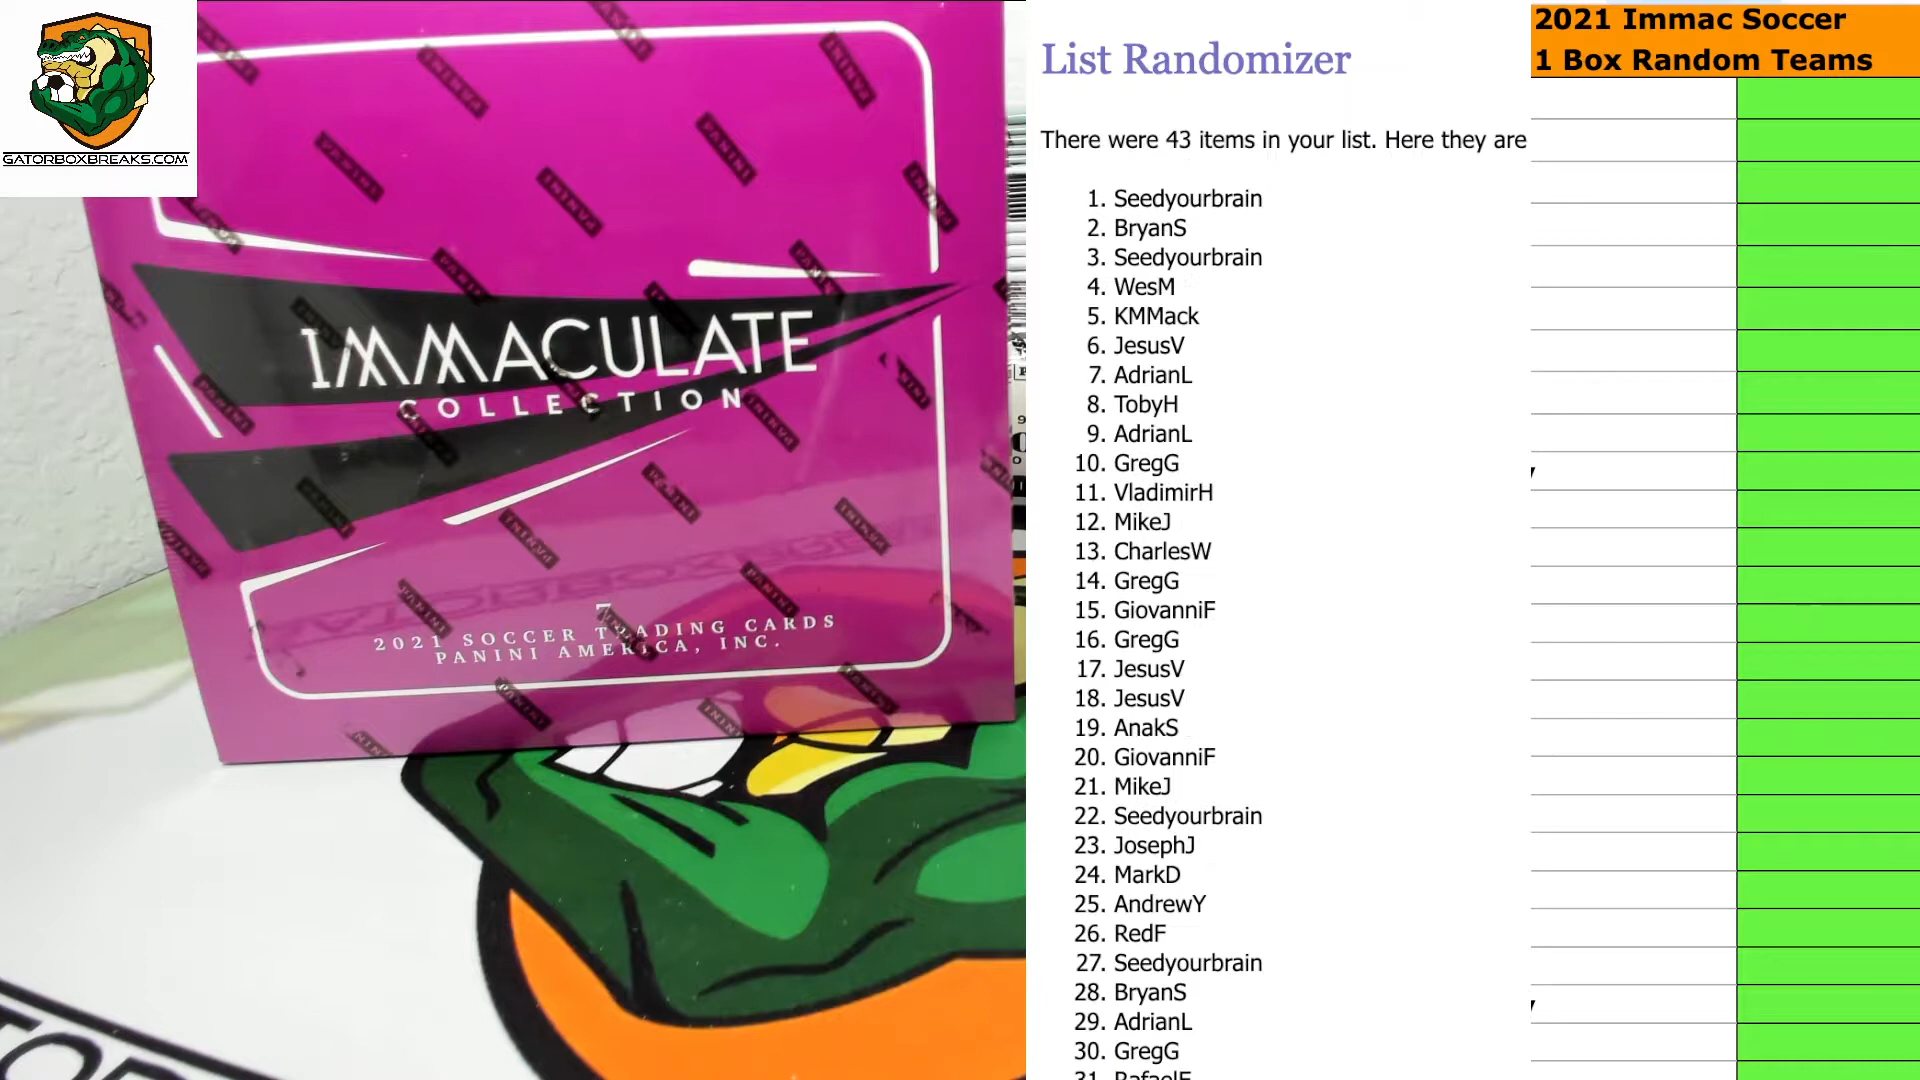 GATORBOXBREAKS.COM
IMMACULATE
COLLECTION
7
2021 SOCCER TRADING CARDS
PANINI AMERICA, INC.
List Randomizer
There were 43 items in your list. Here they are
1. Seedyourbrain
2. BryanS
3. Seedyourbrain
4. WesM
5. KMMack
6. JesusV
7. AdrianL
8. TobyH
9. AdrianL
10. GregG
11. VladimirH
12. MikeJ
13. CharlesW
14. GregG
15. GiovanniF
16. GregG
17. JesusV
18. JesusV
19. AnakS
20. GiovanniF
21. MikeJ
22. Seedyourbrain
23. JosephJ
24. MarkD
25. AndrewY
26. RedF
27. Seedyourbrain
28. BryanS
29. AdrianL
30. GregG
2021 Immac Soccer
1 Box Random Teams